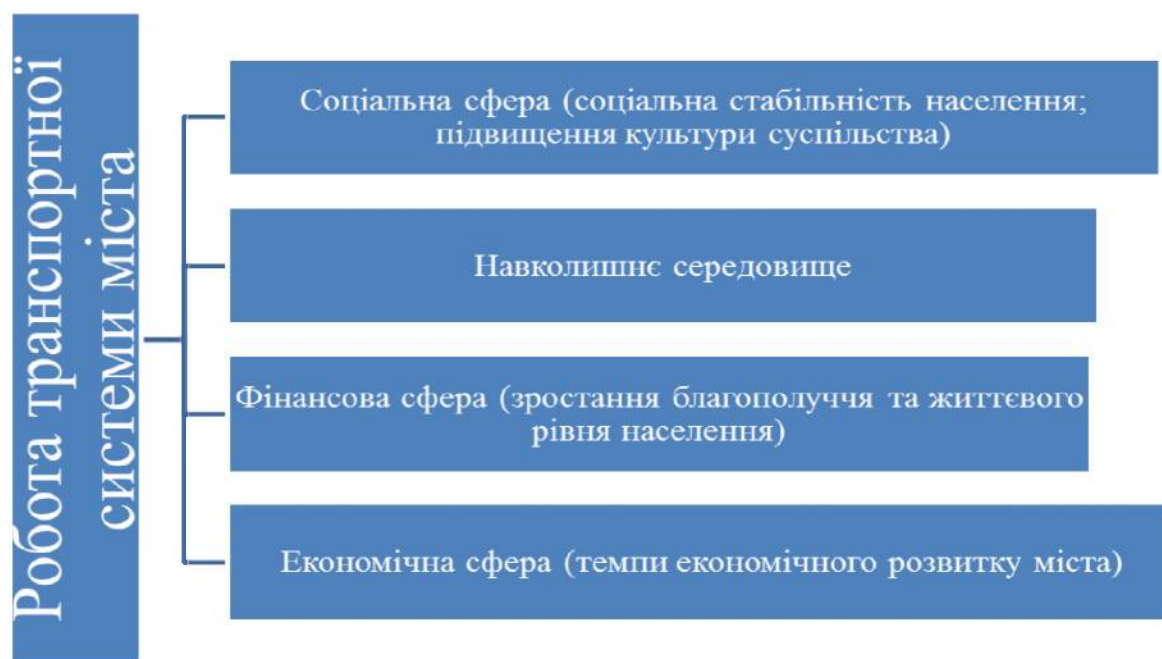 Робота транспортної
системи міста
Соціальна сфера (соціальна стабільність населення;
підвищення культури суспільства)
Навколишнє середовище
Фінансова сфера (зростання благополуччя та життєвого
рівня населення)
Економічна сфера (темпи економічного розвитку міста)